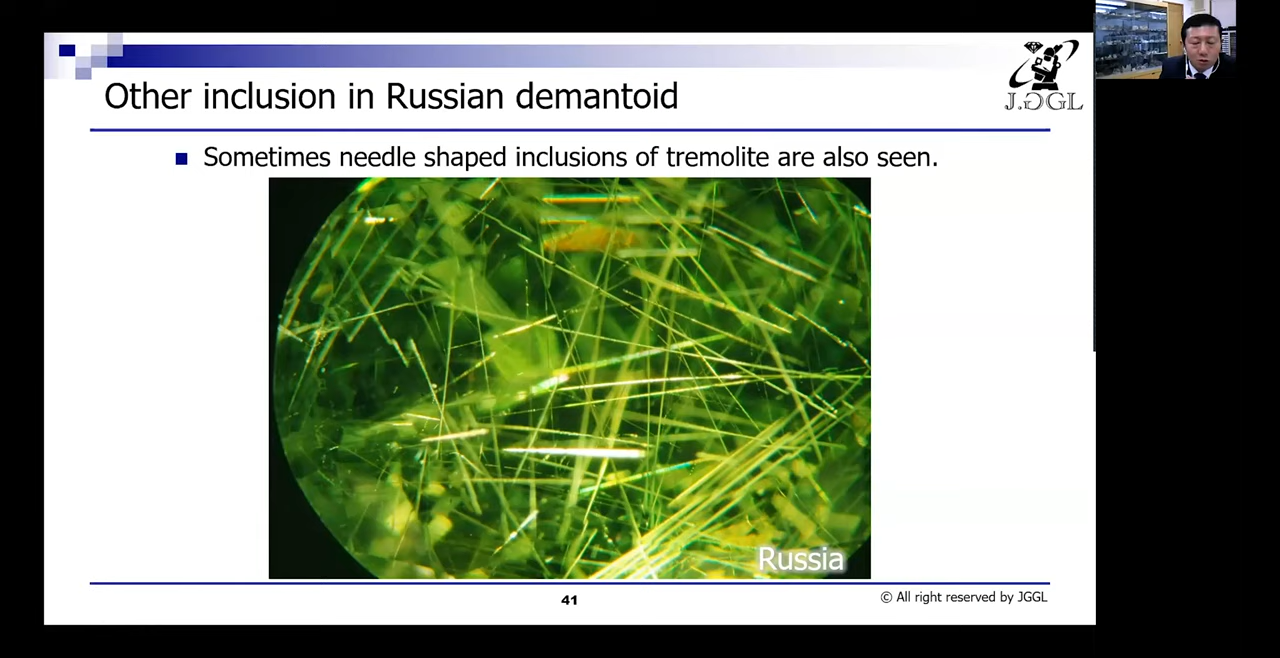 Other inclusion in Russian demantoid
J.GGL
Sometimes needle shaped inclusions of tremolite are also seen.
Russia
41
© All right reserved by JGGL